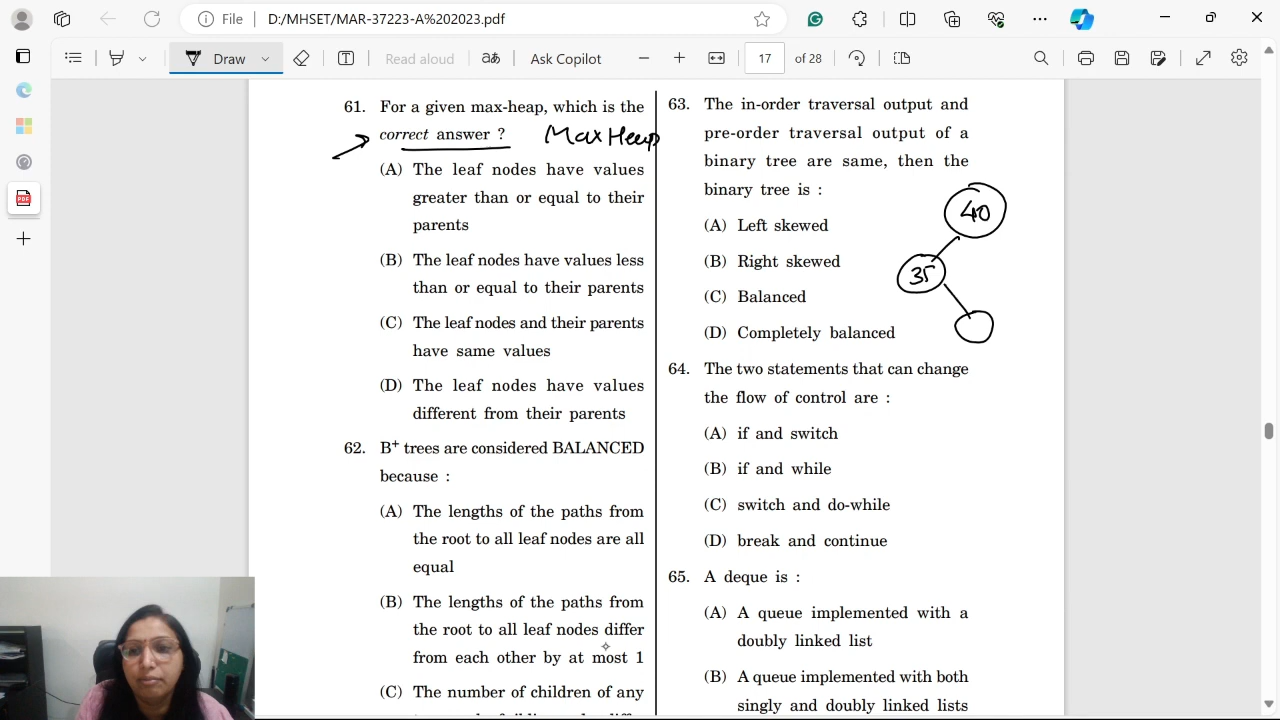 File
D:/MHSET/MAR-37223-A%202023.pdf
Draw
Read aloud
aあ
Ask Copilot
17
of 28
61. For a given max-heap, which is the
correct answer ?
Max Heap
(A) The leaf nodes have values
greater than or equal to their
parents
(B) The leaf nodes have values less
than or equal to their parents
(C) The leaf nodes and their parents
have same values
(D) The leaf nodes have values
different from their parents
62. B+ trees are considered BALANCED
because :
(A) The lengths of the paths from
the root to all leaf nodes are all
equal
(B) The lengths of the paths from
the root to all leaf nodes differ
from each other by at most 1
(C) The number of children of any
63. The in-order traversal output and
pre-order traversal output of a
binary tree are same, then the
binary tree is :
(A) Left skewed
(B) Right skewed
(C) Balanced
(D) Completely balanced
40
35
64. The two statements that can change
the flow of control are :
(A) if and switch
(B) if and while
(C) switch and do-while
(D) break and continue
65. A deque is :
(A) A queue implemented with a
doubly linked list
(B) A queue implemented with both
singly and doubly linked lists
PDF